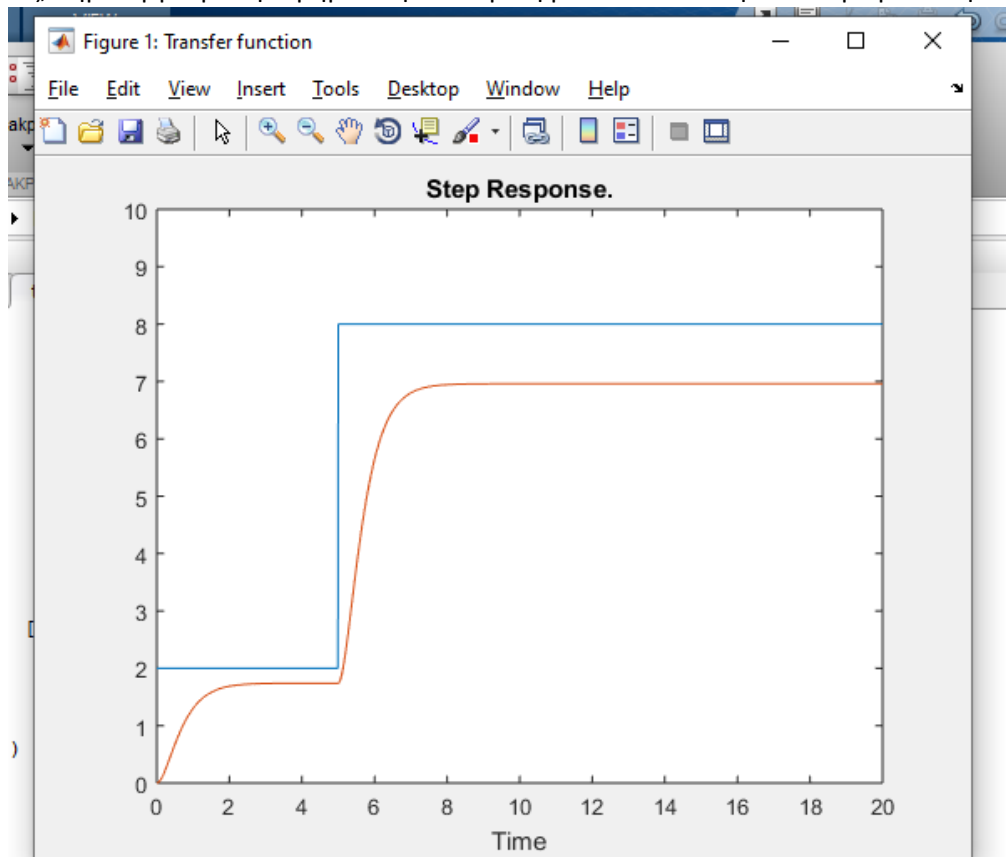 Figure 1: Transfer function
File Edit View Insert Tools Desktop Window Help
Step Response.
10
9
8
7
6
5
4
3
2
1
0
0 2 4 6 8 10 12 14 16 18 20
Time